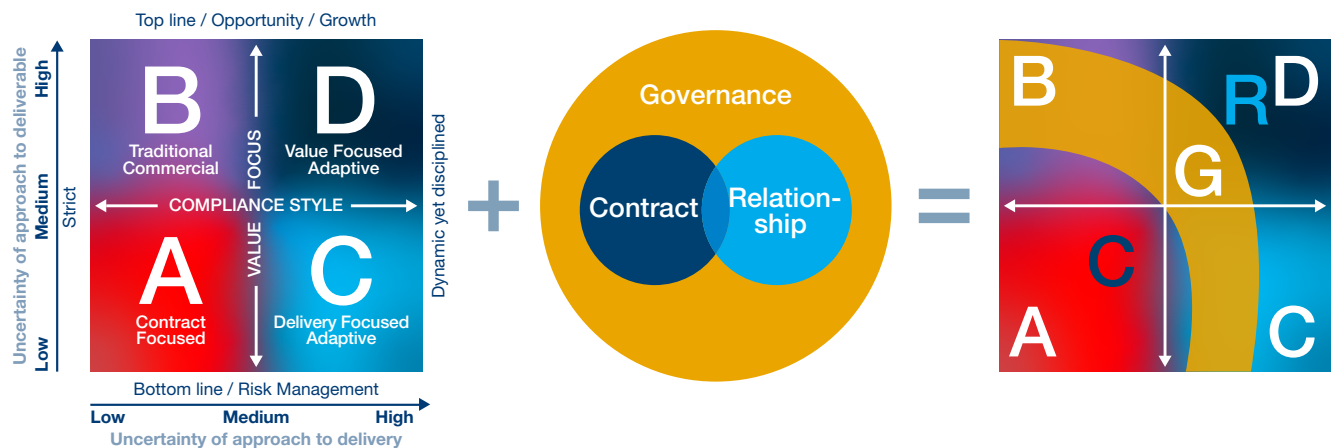 Top line / Opportunity / Growth
Uncertainty of approach to deliverable
High
Medium
Low
Strict
B
Traditional
Commercial
D
Value Focused
Adaptive
VALUE FOCUS
COMPLIANCE STYLE
A
Contract
Focused
C
Delivery Focused
Adaptive
Dynamic yet disciplined
Bottom line / Risk Management
Low
Medium
High
Uncertainty of approach to delivery
+
Governance
Contract
Relation-
ship
=
B
R
D
G
C
A
C